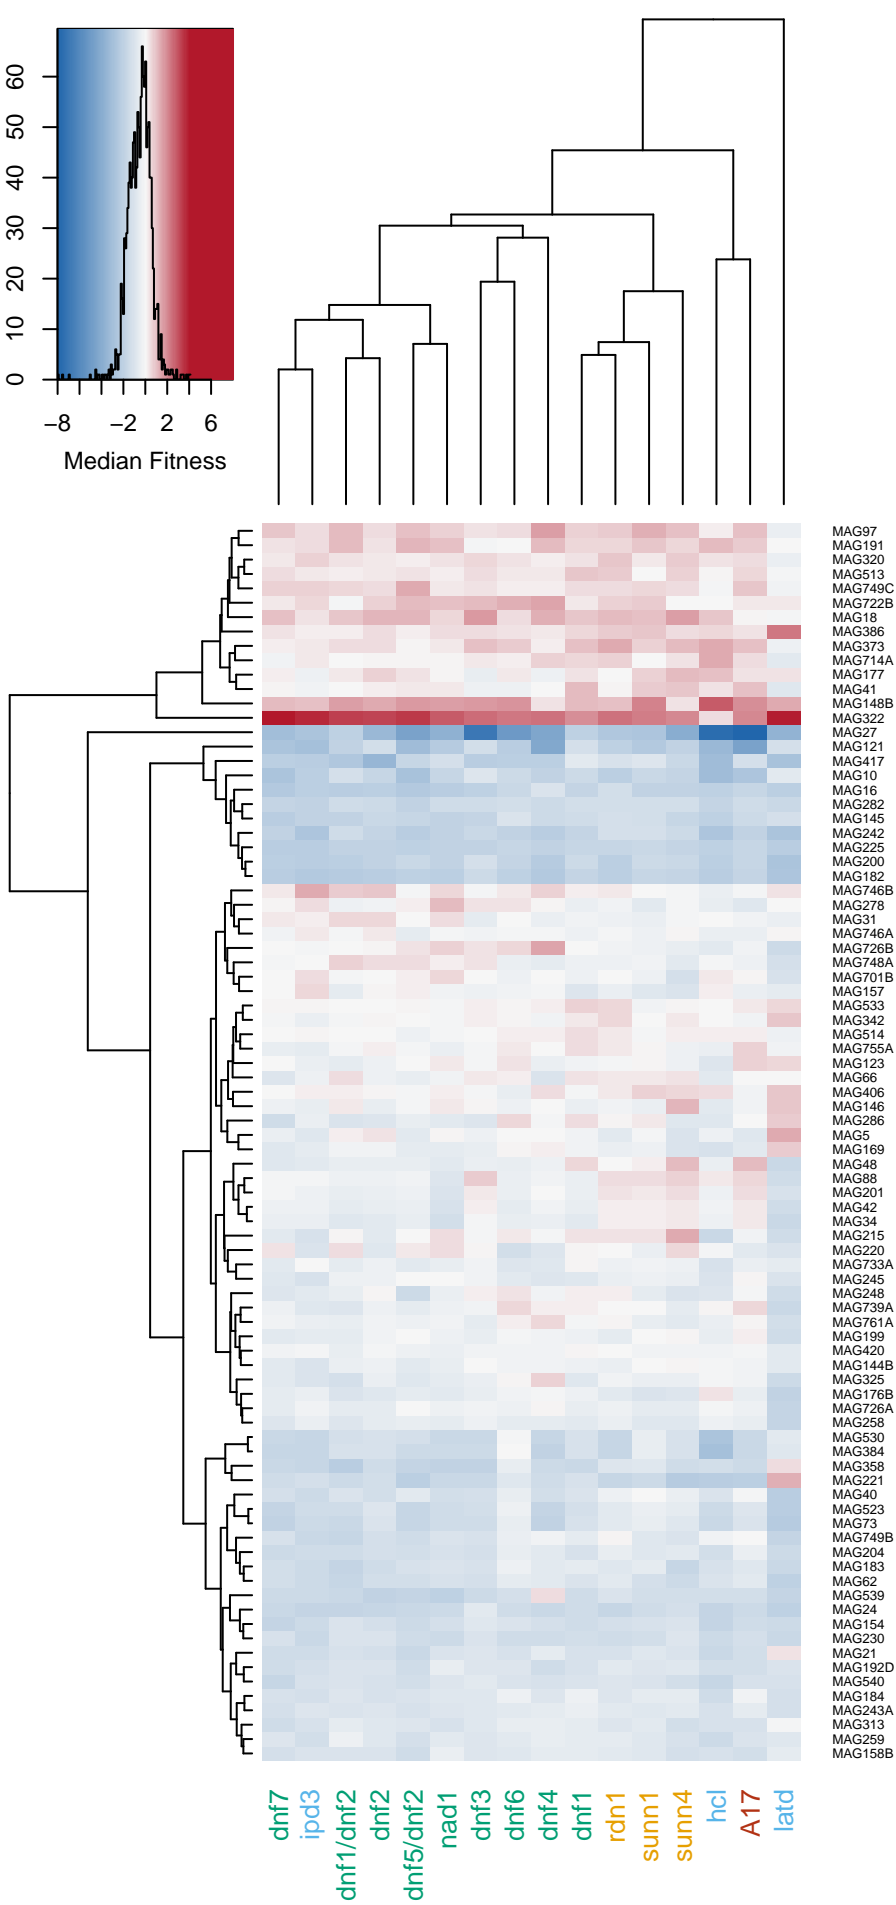 60
50
40
30
20
10
0
−8 −2 2 6
Median Fitness
MAG97
MAG191
MAG320
MAG513
MAG749C
MAG722B
MAG18
MAG386
MAG373
MAG714A
MAG177
MAG41
MAG148B
MAG322
MAG27
MAG121
MAG417
MAG10
MAG16
MAG282
MAG145
MAG242
MAG225
MAG200
MAG182
MAG746B
MAG278
MAG31
MAG746A
MAG726B
MAG748A
MAG701B
MAG157
MAG533
MAG342
MAG514
MAG755A
MAG123
MAG66
MAG406
MAG146
MAG286
MAG5
MAG169
MAG48
MAG88
MAG201
MAG42
MAG34
MAG215
MAG220
MAG733A
MAG245
MAG248
MAG739A
MAG761A
MAG199
MAG420
MAG144B
MAG325
MAG176B
MAG726A
MAG258
MAG530
MAG384
MAG358
MAG221
MAG40
MAG523
MAG73
MAG749B
MAG204
MAG183
MAG62
MAG539
MAG24
MAG154
MAG230
MAG21
MAG192D
MAG540
MAG184
MAG243A
MAG313
MAG259
MAG158B
dnf7
ipd3
dnf1/dnf2
dnf2
dnf5/dnf2
nad1
dnf3
dnf6
dnf4
dnf1
rdn1
sunn1
sunn4
hcl
A17
latd